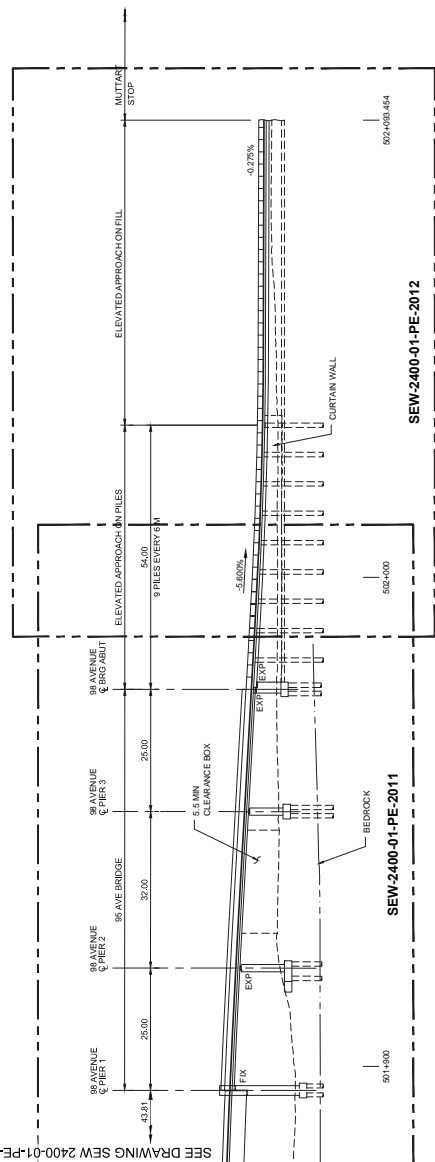 SEE DRAWING SEW 2400-01-PE-
43.81
98 AVENUE
℄ PIER 1
25.00
98 AVENUE
℄ PIER 2
95 AVE BRIDGE
32.00
98 AVENUE
℄ PIER 3
25.00
98 AVENUE
℄ BRG ABUT
ELEVATED APPROACH ON PILES
54.00
9 PILES EVERY 6 M
ELEVATED APPROACH ON FILL
MUTTART
STOP
FIX
EXP
EXP
EXP
5.5 MIN
CLEARANCE BOX
-5.600%
-0.275%
CURTAIN WALL
BEDROCK
501+900
502+000
502+093.454
SEW-2400-01-PE-2011
SEW-2400-01-PE-2012